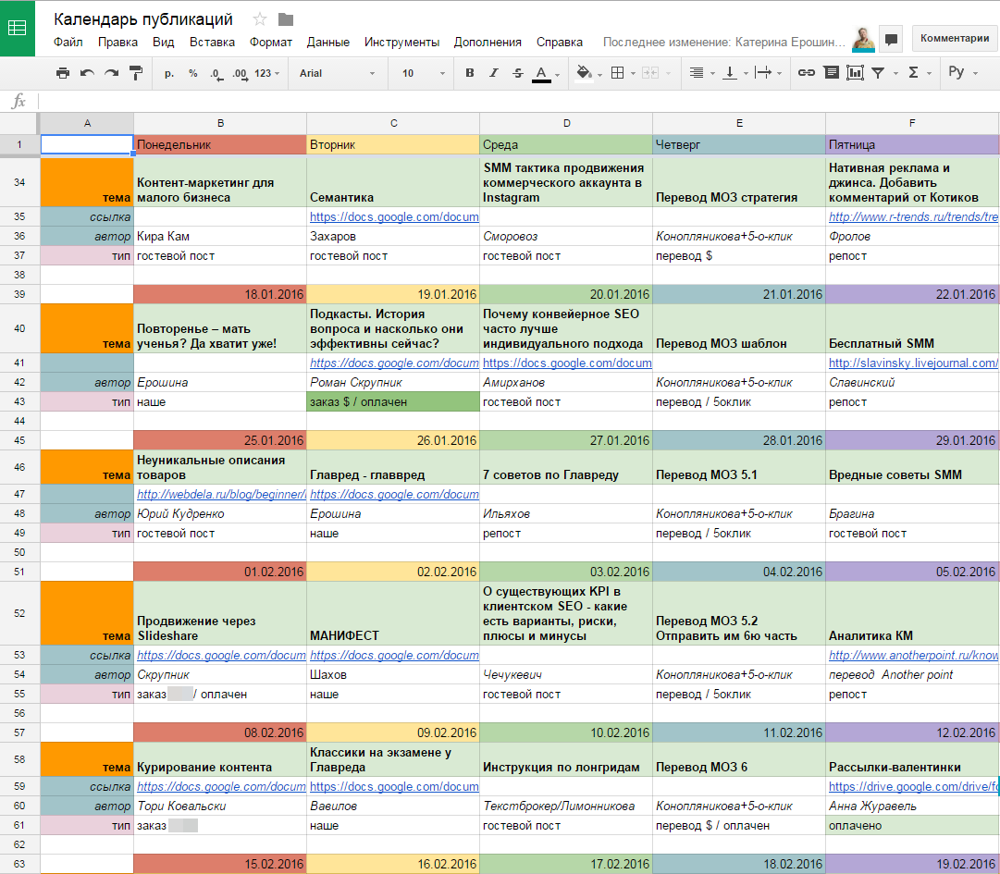 Календарь публикаций
Файл Правка Вид Вставка Формат Данные Инструменты Дополнения Справка Последнее изменение: Катерина Ерошин... Комментарии
р. % .0 .00 123 Arial 10 B I S A Σ Ру
fx
A B C D E F
1 Понедельник Вторник Среда Четверг Пятница
34 тема Контент-маркетинг для малого бизнеса Семантика SMM тактика продвижения коммерческого аккаунта в Instagram Перевод МОЗ стратегия Нативная реклама и джинса. Добавить комментарий от Котиков
35 ссылка https://docs.google.com/docum http://www.r-trends.ru/trends/tre
36 автор Кира Кам Захаров Сморовоз Конопляникова+5-о-клик Фролов
37 тип гостевой пост гостевой пост гостевой пост перевод $ репост
38
39 18.01.2016 19.01.2016 20.01.2016 21.01.2016 22.01.2016
40 тема Повторенье – мать ученья? Да хватит уже! Подкасты. История вопроса и насколько они эффективны сейчас? Почему конвейерное SEO часто лучше индивидуального подхода Перевод МОЗ шаблон Бесплатный SMM
41 https://docs.google.com/docum https://docs.google.com/docum http://slavinsky.livejournal.com/
42 автор Ерошина Роман Скрупник Амирханов Конопляникова+5-о-клик Славинский
43 тип наше заказ $ / оплачен гостевой пост перевод / 5оклик репост
44
45 25.01.2016 26.01.2016 27.01.2016 28.01.2016 29.01.2016
46 тема Неуникальные описания товаров Главред - главвред 7 советов по Главреду Перевод МОЗ 5.1 Вредные советы SMM
47 http://webdela.ru/blog/beginner/ https://docs.google.com/docum
48 автор Юрий Кудренко Ерошина Ильяхов Конопляникова+5-о-клик Брагина
49 тип гостевой пост наше репост перевод / 5оклик гостевой пост
50
51 01.02.2016 02.02.2016 03.02.2016 04.02.2016 05.02.2016
52 тема Продвижение через Slideshare МАНИФЕСТ О существующих KPI в клиентском SEO - какие есть варианты, риски, плюсы и минусы Перевод МОЗ 5.2 Отправить им 6ю часть Аналитика КМ
53 ссылка https://docs.google.com/docum https://docs.google.com/docum http://www.anotherpoint.ru/know
54 автор Скрупник Шахов Чечукевич Конопляникова+5-о-клик перевод Another point
55 тип заказ / оплачен наше гостевой пост перевод / 5оклик репост
56
57 08.02.2016 09.02.2016 10.02.2016 11.02.2016 12.02.2016
58 тема Курирование контента Классики на экзамене у Главреда Инструкция по лонгридам Перевод МОЗ 6 Рассылки-валентинки
59 ссылка https://docs.google.com/docum https://docs.google.com/docum https://drive.google.com/drive/fo
60 автор Тори Ковальски Вавилов Текстброкер/Лимонникова Конопляникова+5-о-клик Анна Журавель
61 тип заказ наше гостевой пост перевод $ / оплачен оплачено
62
63 15.02.2016 16.02.2016 17.02.2016 18.02.2016 19.02.2016